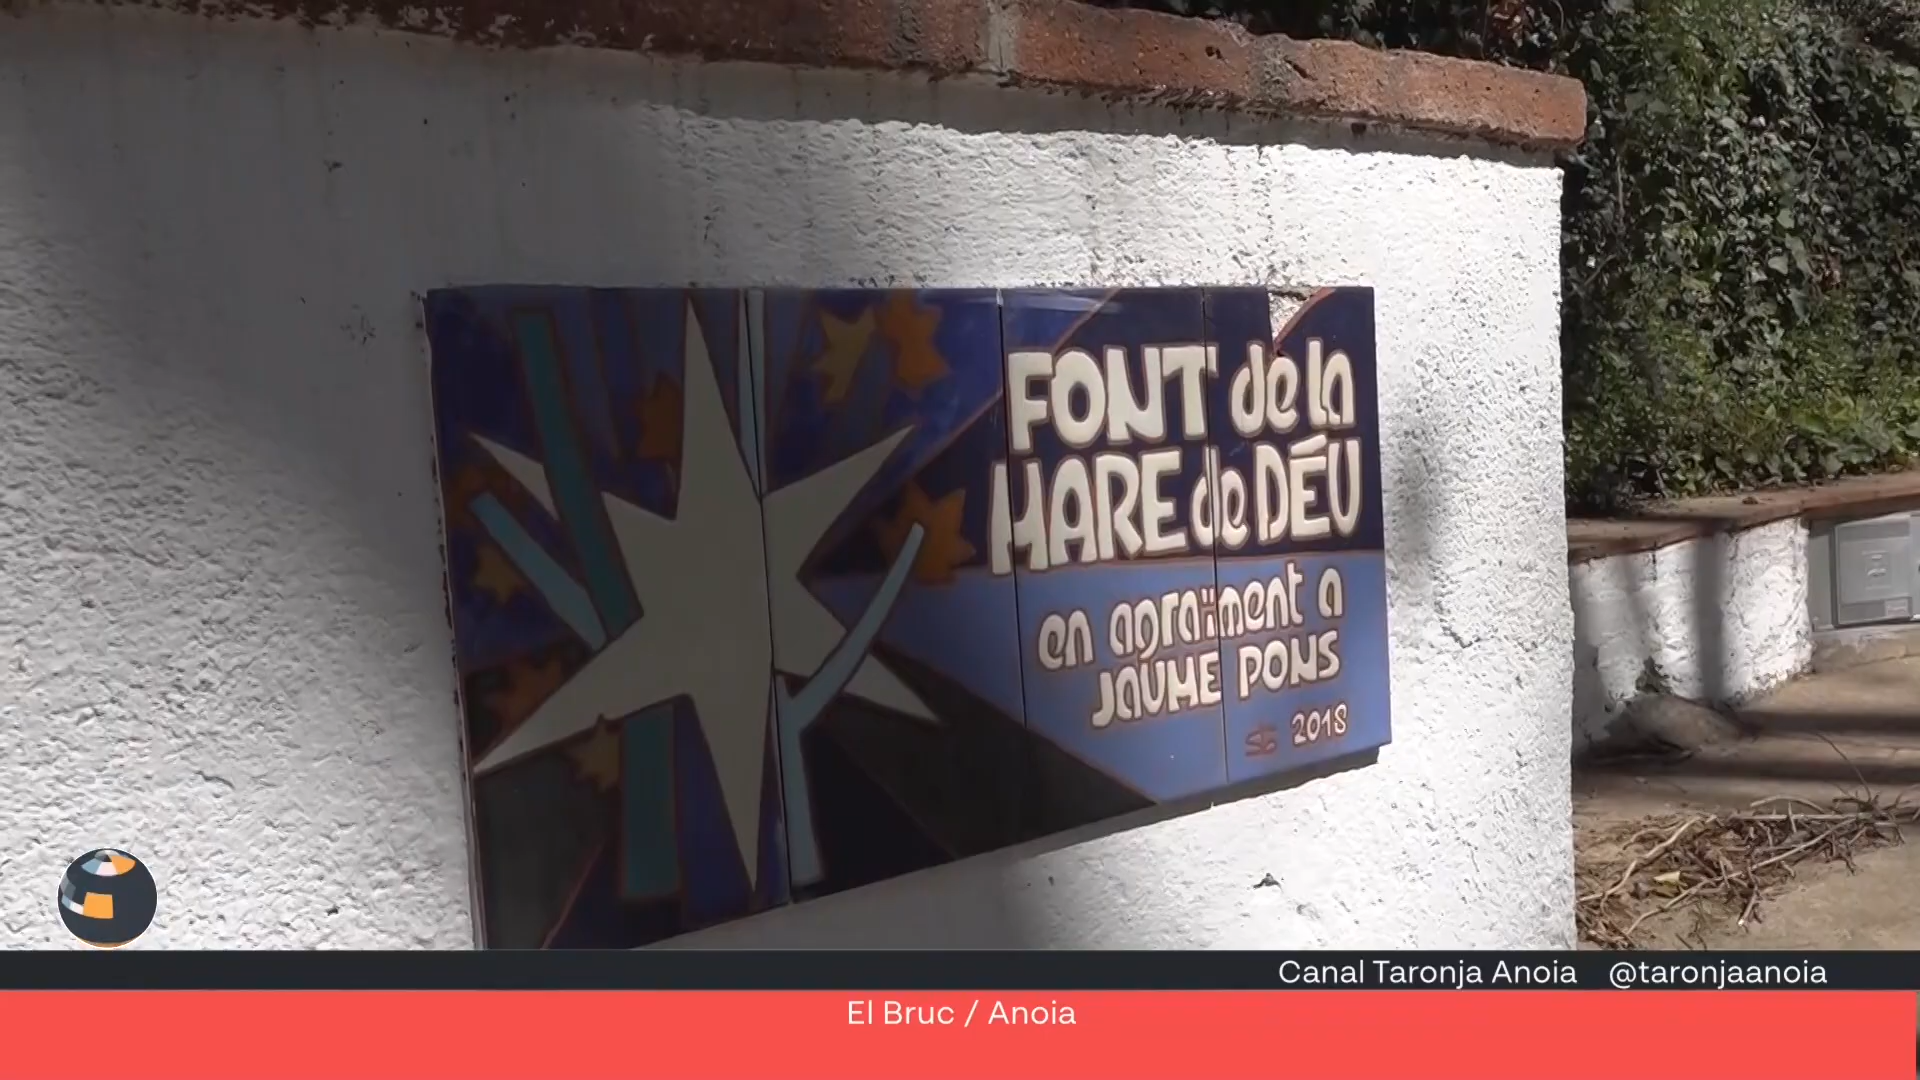 FONT de la
MARE de DÉU
en agraïment a
JAUME PONS
2018
Canal Taronja Anoia @taronjaanoia
El Bruc / Anoia